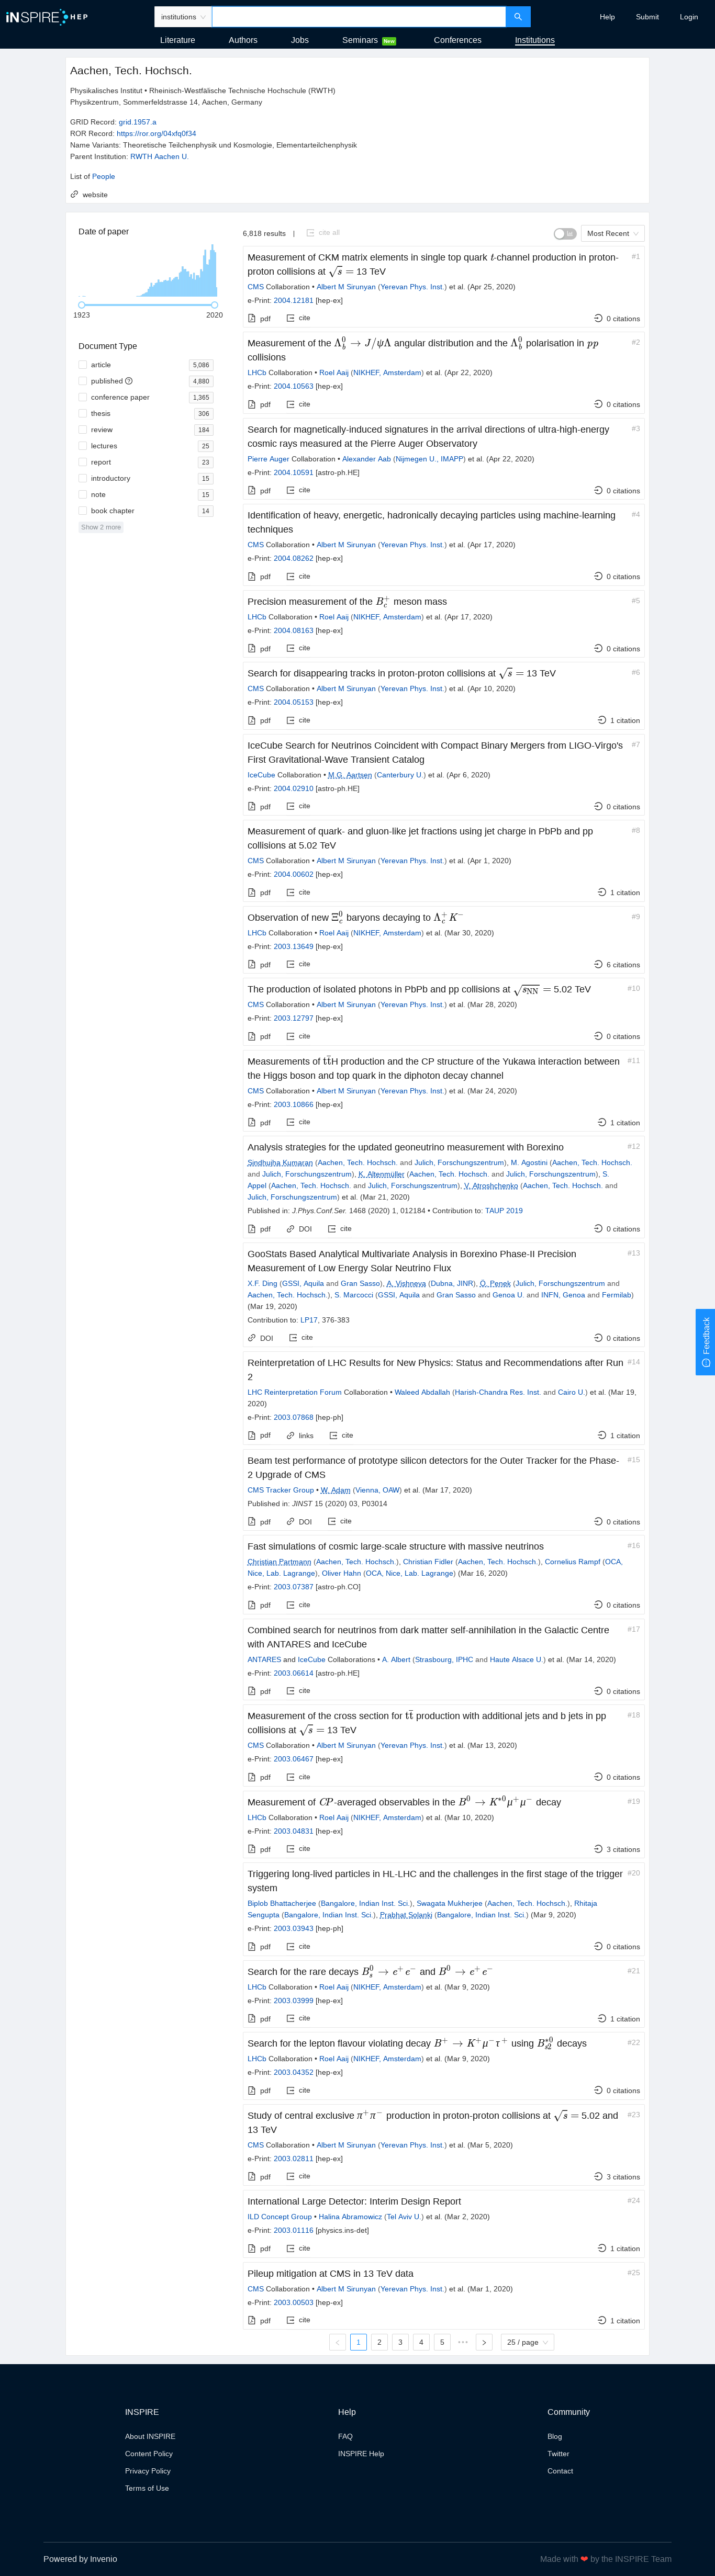 iNSPIRE HEP
institutions
Help Submit Login
Literature Authors Jobs Seminars New Conferences Institutions
Aachen, Tech. Hochsch.
Physikalisches Institut • Rheinisch-Westfälische Technische Hochschule (RWTH)
Physikzentrum, Sommerfeldstrasse 14, Aachen, Germany
GRID Record: grid.1957.a
ROR Record: https://ror.org/04xfq0f34
Name Variants: Theoretische Teilchenphysik und Kosmologie, Elementarteilchenphysik
Parent Institution: RWTH Aachen U.
List of People
website
Date of paper
1923 2020
Document Type
article 5,086
published 4,880
conference paper 1,365
thesis 306
review 184
lectures 25
report 23
introductory 15
note 15
book chapter 14
Show 2 more
6,818 results | cite all
Most Recent
Measurement of CKM matrix elements in single top quark t-channel production in proton- #1
proton collisions at √s = 13 TeV
CMS Collaboration • Albert M Sirunyan (Yerevan Phys. Inst.) et al. (Apr 25, 2020)
e-Print: 2004.12181 [hep-ex]
pdf cite 0 citations
Measurement of the Λ_b^0 → J/ψΛ angular distribution and the Λ_b^0 polarisation in pp #2
collisions
LHCb Collaboration • Roel Aaij (NIKHEF, Amsterdam) et al. (Apr 22, 2020)
e-Print: 2004.10563 [hep-ex]
pdf cite 0 citations
Search for magnetically-induced signatures in the arrival directions of ultra-high-energy #3
cosmic rays measured at the Pierre Auger Observatory
Pierre Auger Collaboration • Alexander Aab (Nijmegen U., IMAPP) et al. (Apr 22, 2020)
e-Print: 2004.10591 [astro-ph.HE]
pdf cite 0 citations
Identification of heavy, energetic, hadronically decaying particles using machine-learning #4
techniques
CMS Collaboration • Albert M Sirunyan (Yerevan Phys. Inst.) et al. (Apr 17, 2020)
e-Print: 2004.08262 [hep-ex]
pdf cite 0 citations
Precision measurement of the B_c^+ meson mass #5
LHCb Collaboration • Roel Aaij (NIKHEF, Amsterdam) et al. (Apr 17, 2020)
e-Print: 2004.08163 [hep-ex]
pdf cite 0 citations
Search for disappearing tracks in proton-proton collisions at √s = 13 TeV #6
CMS Collaboration • Albert M Sirunyan (Yerevan Phys. Inst.) et al. (Apr 10, 2020)
e-Print: 2004.05153 [hep-ex]
pdf cite 1 citation
IceCube Search for Neutrinos Coincident with Compact Binary Mergers from LIGO-Virgo's #7
First Gravitational-Wave Transient Catalog
IceCube Collaboration • M.G. Aartsen (Canterbury U.) et al. (Apr 6, 2020)
e-Print: 2004.02910 [astro-ph.HE]
pdf cite 0 citations
Measurement of quark- and gluon-like jet fractions using jet charge in PbPb and pp #8
collisions at 5.02 TeV
CMS Collaboration • Albert M Sirunyan (Yerevan Phys. Inst.) et al. (Apr 1, 2020)
e-Print: 2004.00602 [hep-ex]
pdf cite 1 citation
Observation of new Ξ_c^0 baryons decaying to Λ_c^+ K^− #9
LHCb Collaboration • Roel Aaij (NIKHEF, Amsterdam) et al. (Mar 30, 2020)
e-Print: 2003.13649 [hep-ex]
pdf cite 6 citations
The production of isolated photons in PbPb and pp collisions at √s_NN = 5.02 TeV #10
CMS Collaboration • Albert M Sirunyan (Yerevan Phys. Inst.) et al. (Mar 28, 2020)
e-Print: 2003.12797 [hep-ex]
pdf cite 0 citations
Measurements of tt̄H production and the CP structure of the Yukawa interaction between #11
the Higgs boson and top quark in the diphoton decay channel
CMS Collaboration • Albert M Sirunyan (Yerevan Phys. Inst.) et al. (Mar 24, 2020)
e-Print: 2003.10866 [hep-ex]
pdf cite 1 citation
Analysis strategies for the updated geoneutrino measurement with Borexino #12
Sindhujha Kumaran (Aachen, Tech. Hochsch. and Julich, Forschungszentrum), M. Agostini (Aachen, Tech. Hochsch.
and Julich, Forschungszentrum), K. Altenmüller (Aachen, Tech. Hochsch. and Julich, Forschungszentrum), S.
Appel (Aachen, Tech. Hochsch. and Julich, Forschungszentrum), V. Atroshchenko (Aachen, Tech. Hochsch. and
Julich, Forschungszentrum) et al. (Mar 21, 2020)
Published in: J.Phys.Conf.Ser. 1468 (2020) 1, 012184 • Contribution to: TAUP 2019
pdf DOI cite 0 citations
GooStats Based Analytical Multivariate Analysis in Borexino Phase-II Precision #13
Measurement of Low Energy Solar Neutrino Flux
X.F. Ding (GSSI, Aquila and Gran Sasso), A. Vishneva (Dubna, JINR), Ö. Penek (Julich, Forschungszentrum and
Aachen, Tech. Hochsch.), S. Marcocci (GSSI, Aquila and Gran Sasso and Genoa U. and INFN, Genoa and Fermilab)
(Mar 19, 2020)
Contribution to: LP17, 376-383
DOI cite 0 citations
Reinterpretation of LHC Results for New Physics: Status and Recommendations after Run #14
2
LHC Reinterpretation Forum Collaboration • Waleed Abdallah (Harish-Chandra Res. Inst. and Cairo U.) et al. (Mar 19,
2020)
e-Print: 2003.07868 [hep-ph]
pdf links cite 1 citation
Beam test performance of prototype silicon detectors for the Outer Tracker for the Phase- #15
2 Upgrade of CMS
CMS Tracker Group • W. Adam (Vienna, OAW) et al. (Mar 17, 2020)
Published in: JINST 15 (2020) 03, P03014
pdf DOI cite 0 citations
Fast simulations of cosmic large-scale structure with massive neutrinos #16
Christian Partmann (Aachen, Tech. Hochsch.), Christian Fidler (Aachen, Tech. Hochsch.), Cornelius Rampf (OCA,
Nice, Lab. Lagrange), Oliver Hahn (OCA, Nice, Lab. Lagrange) (Mar 16, 2020)
e-Print: 2003.07387 [astro-ph.CO]
pdf cite 0 citations
Combined search for neutrinos from dark matter self-annihilation in the Galactic Centre #17
with ANTARES and IceCube
ANTARES and IceCube Collaborations • A. Albert (Strasbourg, IPHC and Haute Alsace U.) et al. (Mar 14, 2020)
e-Print: 2003.06614 [astro-ph.HE]
pdf cite 0 citations
Measurement of the cross section for tt̄ production with additional jets and b jets in pp #18
collisions at √s = 13 TeV
CMS Collaboration • Albert M Sirunyan (Yerevan Phys. Inst.) et al. (Mar 13, 2020)
e-Print: 2003.06467 [hep-ex]
pdf cite 0 citations
Measurement of CP-averaged observables in the B^0 → K^{*0} μ^+ μ^− decay #19
LHCb Collaboration • Roel Aaij (NIKHEF, Amsterdam) et al. (Mar 10, 2020)
e-Print: 2003.04831 [hep-ex]
pdf cite 3 citations
Triggering long-lived particles in HL-LHC and the challenges in the first stage of the trigger #20
system
Biplob Bhattacherjee (Bangalore, Indian Inst. Sci.), Swagata Mukherjee (Aachen, Tech. Hochsch.), Rhitaja
Sengupta (Bangalore, Indian Inst. Sci.), Prabhat Solanki (Bangalore, Indian Inst. Sci.) (Mar 9, 2020)
e-Print: 2003.03943 [hep-ph]
pdf cite 0 citations
Search for the rare decays B_s^0 → e^+ e^− and B^0 → e^+ e^− #21
LHCb Collaboration • Roel Aaij (NIKHEF, Amsterdam) et al. (Mar 9, 2020)
e-Print: 2003.03999 [hep-ex]
pdf cite 1 citation
Search for the lepton flavour violating decay B^+ → K^+ μ^− τ^+ using B_{s2}^{*0} decays #22
LHCb Collaboration • Roel Aaij (NIKHEF, Amsterdam) et al. (Mar 9, 2020)
e-Print: 2003.04352 [hep-ex]
pdf cite 0 citations
Study of central exclusive π^+ π^− production in proton-proton collisions at √s = 5.02 and #23
13 TeV
CMS Collaboration • Albert M Sirunyan (Yerevan Phys. Inst.) et al. (Mar 5, 2020)
e-Print: 2003.02811 [hep-ex]
pdf cite 3 citations
International Large Detector: Interim Design Report #24
ILD Concept Group • Halina Abramowicz (Tel Aviv U.) et al. (Mar 2, 2020)
e-Print: 2003.01116 [physics.ins-det]
pdf cite 1 citation
Pileup mitigation at CMS in 13 TeV data #25
CMS Collaboration • Albert M Sirunyan (Yerevan Phys. Inst.) et al. (Mar 1, 2020)
e-Print: 2003.00503 [hep-ex]
pdf cite 1 citation
1 2 3 4 5 ••• 25 / page
Feedback
INSPIRE Help Community
About INSPIRE FAQ Blog
Content Policy INSPIRE Help Twitter
Privacy Policy Contact
Terms of Use
Powered by Invenio Made with ❤ by the INSPIRE Team